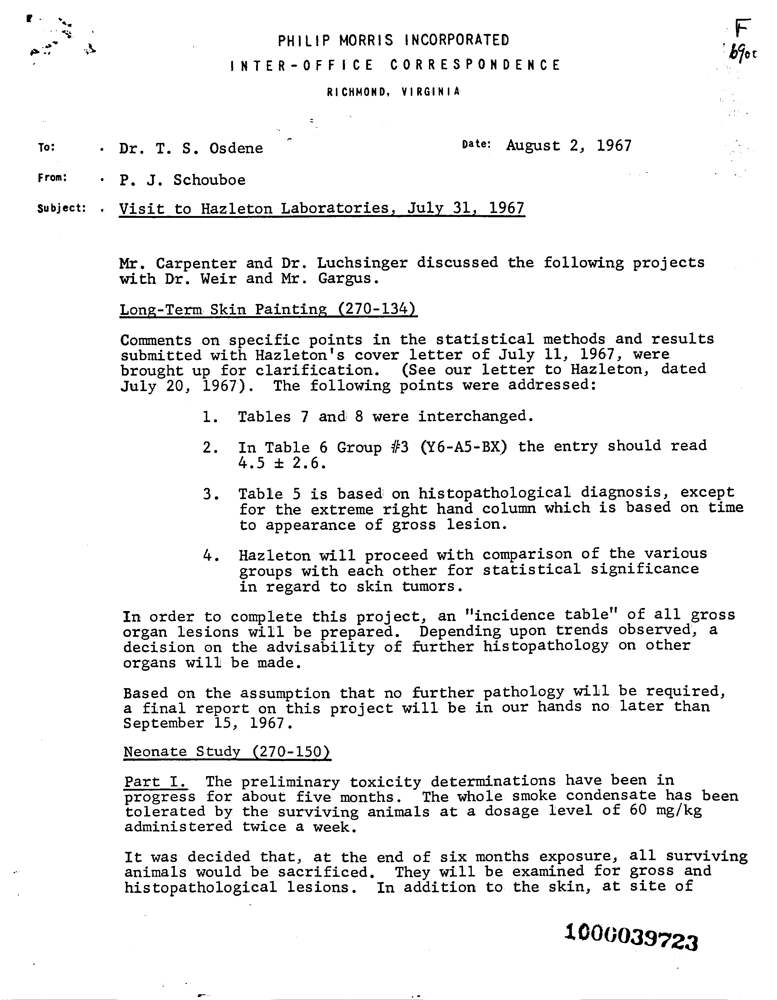 F
PHILIP MORRIS INCORPORATED
INTER-OFFICE CORRESPONDENCE
RICHMOND, VIRGINIA
To: . Dr. T. S. Osdene Date: August 2, 1967
From: . P. J. Schouboe
Subject: . Visit to Hazleton Laboratories, July 31, 1967
Mr. Carpenter and Dr. Luchsinger discussed the following projects
with Dr. Weir and Mr. Gargus.
Long-Term Skin Painting (270-134)
Comments on specific points in the statistical methods and results
submitted with Hazleton's cover letter of July 11, 1967, were
brought up for clarification. (See our letter to Hazleton, dated
July 20, 1967). The following points were addressed:
1. Tables 7 and 8 were interchanged.
2. In Table 6 Group #3 (Y6-A5-BX) the entry should read
4.5 ± 2.6.
3. Table 5 is based on histopathological diagnosis, except
for the extreme right hand column which is based on time
to appearance of gross lesion.
4. Hazleton will proceed with comparison of the various
groups with each other for statistical significance
in regard to skin tumors.
In order to complete this project, an "incidence table" of all gross
organ lesions will be prepared. Depending upon trends observed, a
decision on the advisability of further histopathology on other
organs will be made.
Based on the assumption that no further pathology will be required,
a final report on this project will be in our hands no later than
September 15, 1967.
Neonate Study (270-150)
Part I. The preliminary toxicity determinations have been in
progress for about five months. The whole smoke condensate has been
tolerated by the surviving animals at a dosage level of 60 mg/kg
administered twice a week.
It was decided that, at the end of six months exposure, all surviving
animals would be sacrificed. They will be examined for gross and
histopathological lesions. In addition to the skin, at site of
1000039723